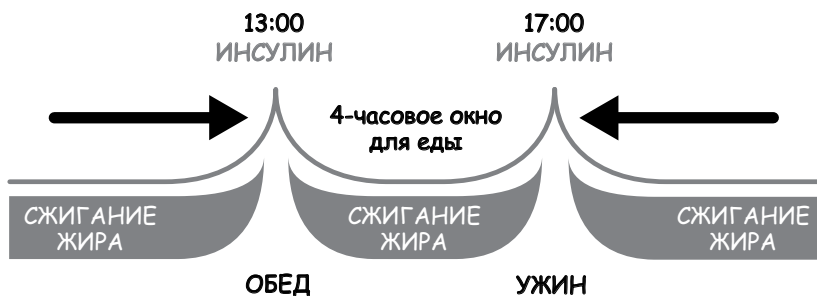 13:00
ИНСУЛИН
17:00
ИНСУЛИН
4-часовое окно
для еды
СЖИГАНИЕ
ЖИРА
СЖИГАНИЕ
ЖИРА
СЖИГАНИЕ
ЖИРА
ОБЕД
УЖИН